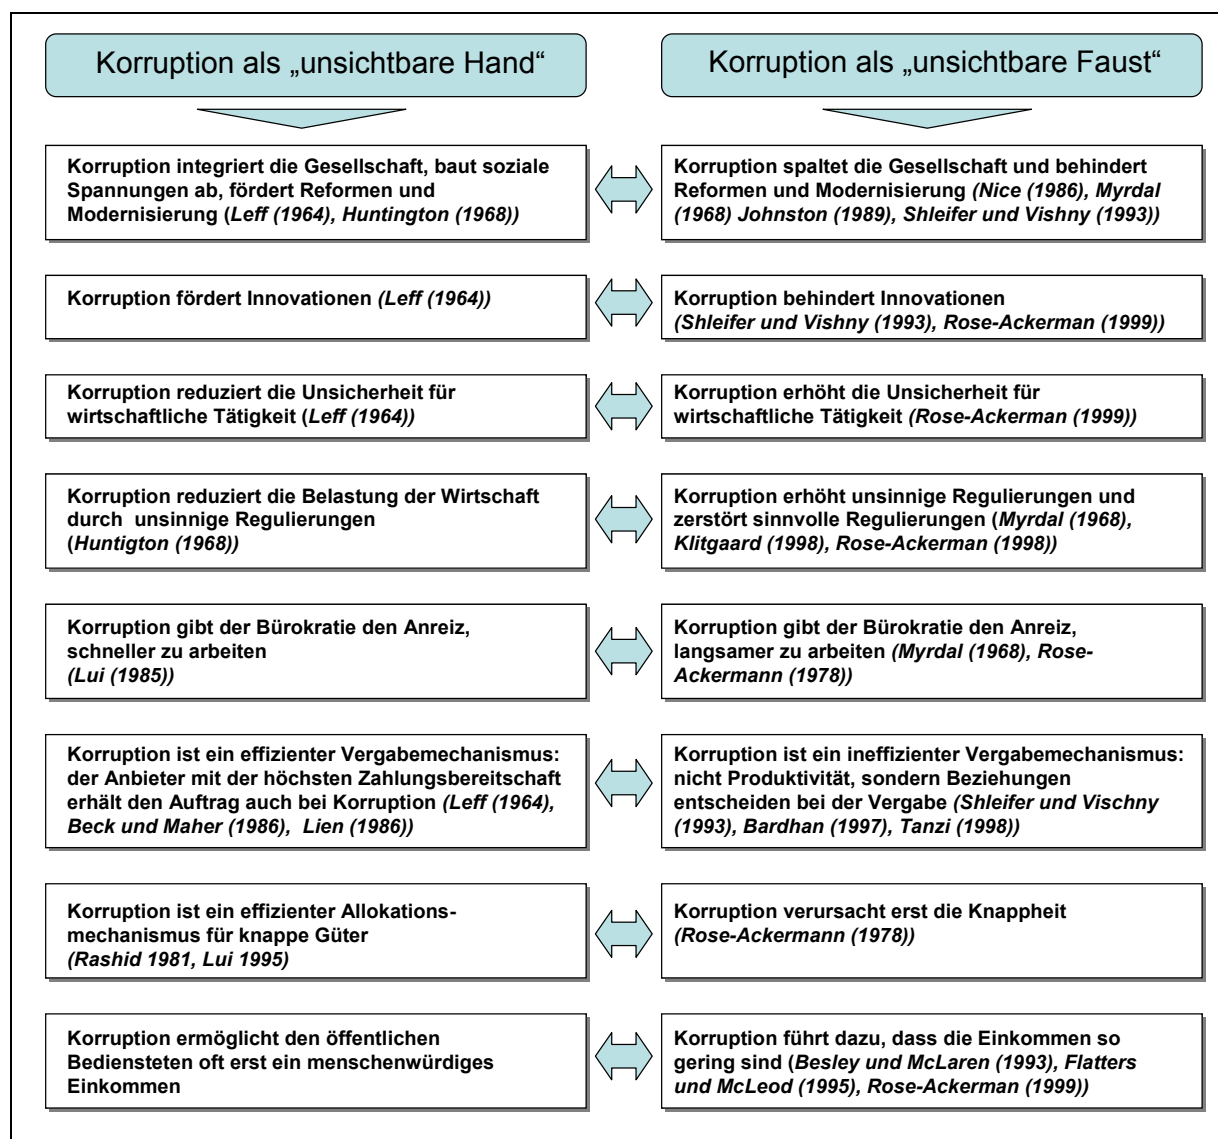 Korruption als „unsichtbare Hand“
Korruption als „unsichtbare Faust“
Korruption integriert die Gesellschaft, baut soziale
Spannungen ab, fördert Reformen und
Modernisierung (Leff (1964), Huntington (1968))
Korruption spaltet die Gesellschaft und behindert
Reformen und Modernisierung (Nice (1986), Myrdal
(1968) Johnston (1989), Shleifer und Vishny (1993))
Korruption fördert Innovationen (Leff (1964))
Korruption behindert Innovationen
(Shleifer und Vishny (1993), Rose-Ackerman (1999))
Korruption reduziert die Unsicherheit für
wirtschaftliche Tätigkeit (Leff (1964))
Korruption erhöht die Unsicherheit für
wirtschaftliche Tätigkeit (Rose-Ackerman (1999))
Korruption reduziert die Belastung der Wirtschaft
durch unsinnige Regulierungen
(Huntigton (1968))
Korruption erhöht unsinnige Regulierungen und
zerstört sinnvolle Regulierungen (Myrdal (1968),
Klitgaard (1998), Rose-Ackerman (1998))
Korruption gibt der Bürokratie den Anreiz,
schneller zu arbeiten
(Lui (1985))
Korruption gibt der Bürokratie den Anreiz,
langsamer zu arbeiten (Myrdal (1968), Rose-
Ackermann (1978))
Korruption ist ein effizienter Vergabemechanismus:
der Anbieter mit der höchsten Zahlungsbereitschaft
erhält den Auftrag auch bei Korruption (Leff (1964),
Beck und Maher (1986), Lien (1986))
Korruption ist ein ineffizienter Vergabemechanismus:
nicht Produktivität, sondern Beziehungen
entscheiden bei der Vergabe (Shleifer und Vischny
(1993), Bardhan (1997), Tanzi (1998))
Korruption ist ein effizienter Allokations-
mechanismus für knappe Güter
(Rashid 1981, Lui 1995)
Korruption verursacht erst die Knappheit
(Rose-Ackermann (1978))
Korruption ermöglicht den öffentlichen
Bediensteten oft erst ein menschenwürdiges
Einkommen
Korruption führt dazu, dass die Einkommen so
gering sind (Besley und McLaren (1993), Flatters
und McLeod (1995), Rose-Ackerman (1999))